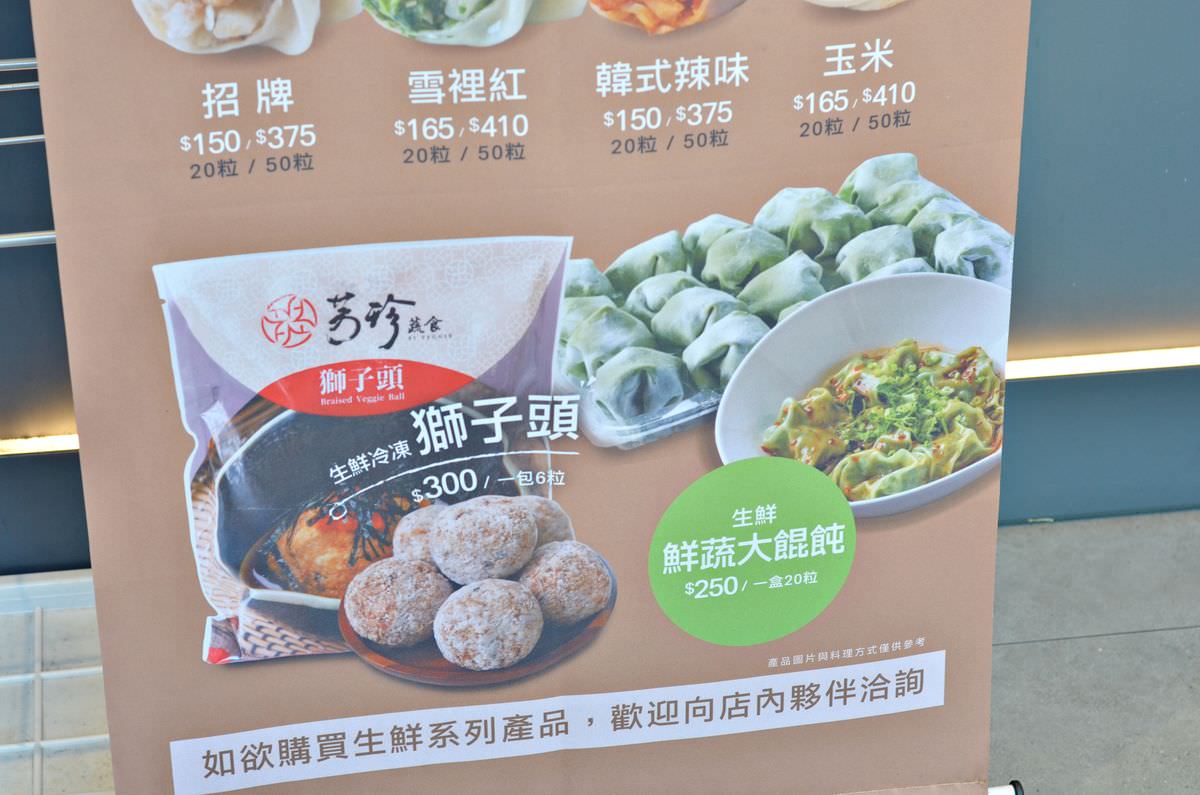 招牌
$150/$375
20粒 / 50粒
雪裡紅
$165/$410
20粒 / 50粒
韓式辣味
$150/$375
20粒 / 50粒
玉米
$165/$410
20粒 / 50粒
芳珍蔬食
獅子頭
Braised Veggie Ball
生鮮冷凍 獅子頭
$300 / 一包6粒
生鮮
鮮蔬大餛飩
$250 / 一盒20粒
產品圖片與料理方式僅供參考
如欲購買生鮮系列產品，歡迎向店內夥伴洽詢